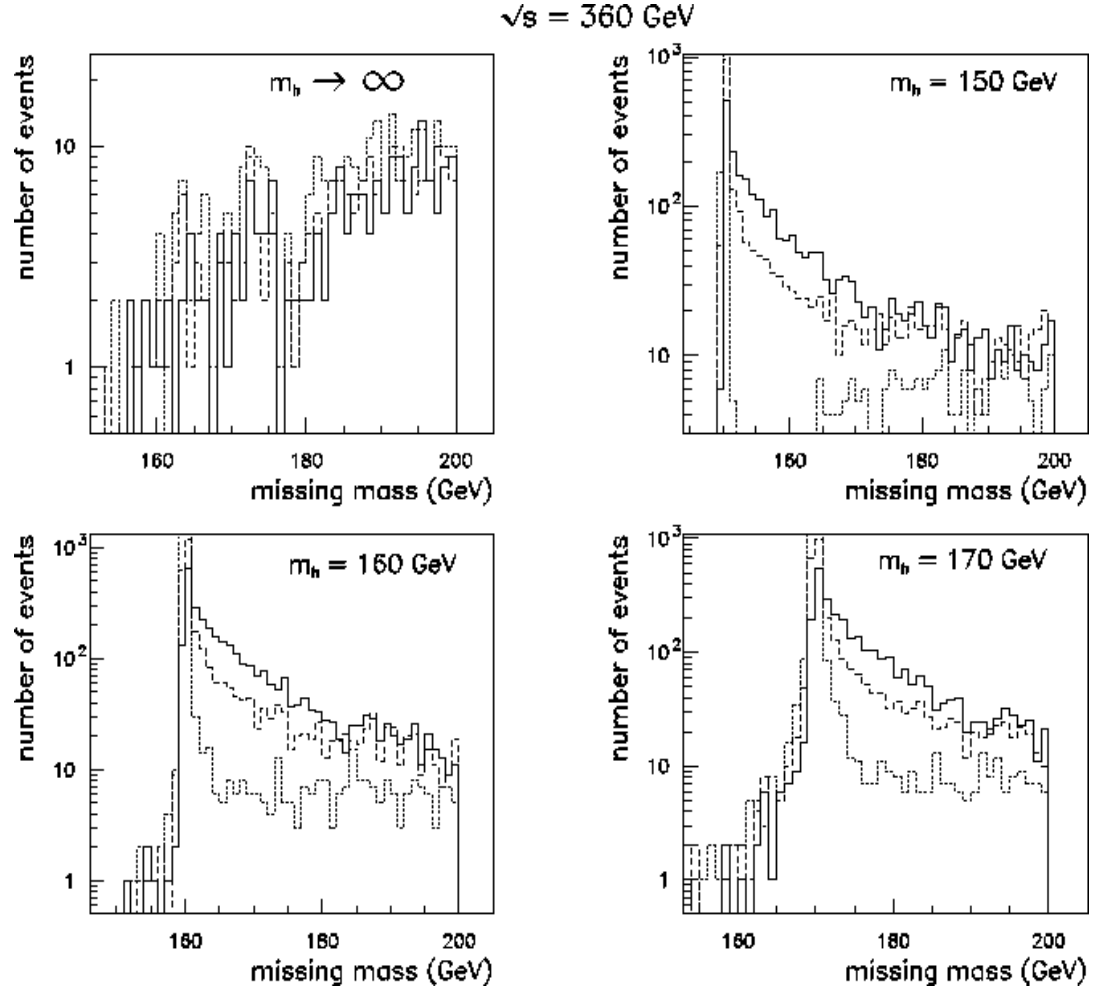 √s = 360 GeV
number of events
m_h → ∞
10
1
160 180 200
missing mass (GeV)
number of events
m_h = 150 GeV
10³
10²
10
160 180 200
missing mass (GeV)
number of events
m_h = 160 GeV
10³
10²
10
1
160 180 200
missing mass (GeV)
number of events
m_h = 170 GeV
10³
10²
10
1
160 180 200
missing mass (GeV)